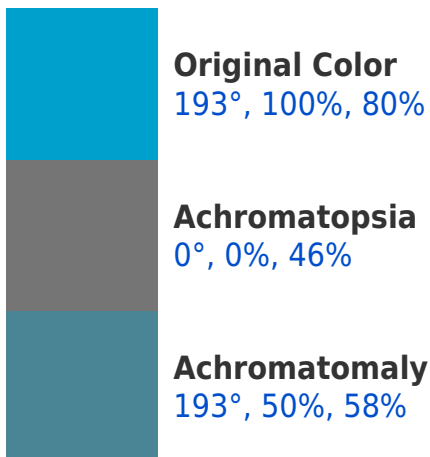 Original Color
193°, 100%, 80%
Achromatopsia
0°, 0%, 46%
Achromatomaly
193°, 50%, 58%